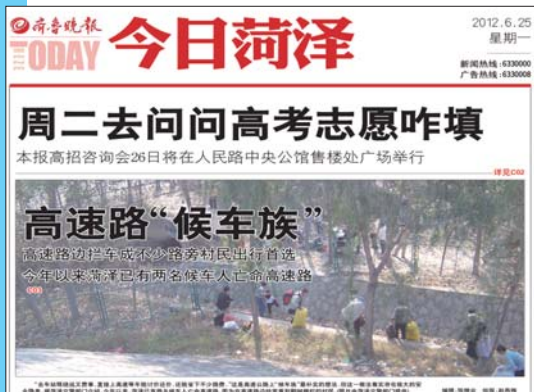 齐鲁晚报
TODAY
今日菏泽
2012.6.25
星期一
新闻热线:6330000
广告热线:6330008
周二去问问高考志愿咋填
本报高招咨询会26日将在人民路中央公馆售楼处广场举行
详见C02
高速路“候车族”
高速路边拦车成不少路旁村民出行首选
今年以来菏泽已有两名候车人亡命高速路
C03